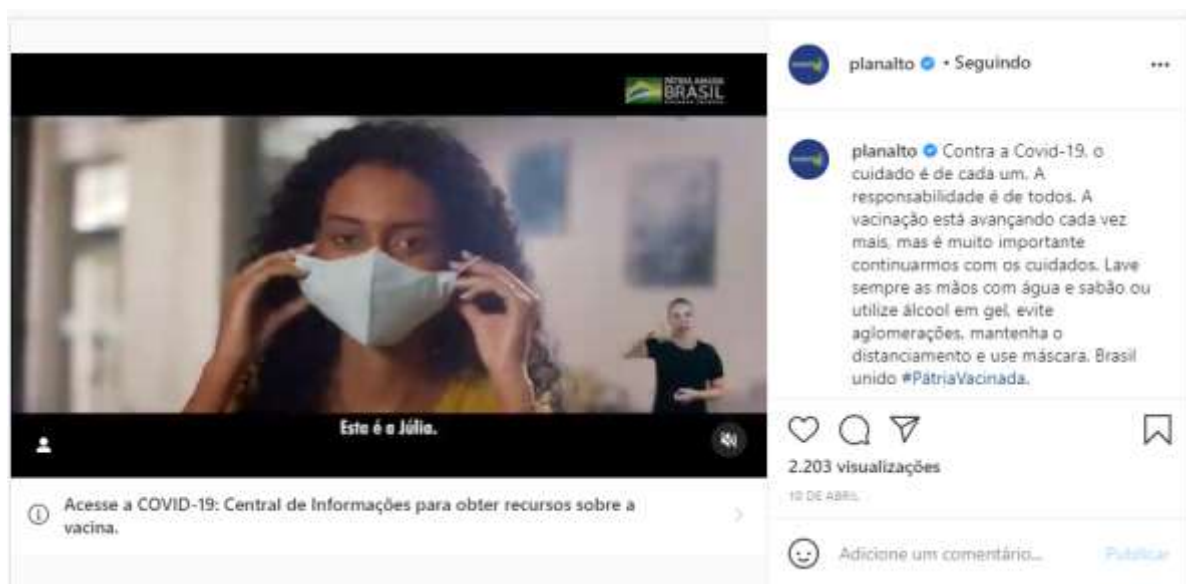 PÁTRIA AMADA
BRASIL
Este é a Júlia.
Acesse a COVID-19: Central de Informações para obter recursos sobre a
vacina.
planalto • Seguindo
planalto Contra a Covid-19, o
cuidado é de cada um. A
responsabilidade é de todos. A
vacinação está avançando cada vez
mais, mas é muito importante
continuarmos com os cuidados. Lave
sempre as mãos com água e sabão ou
utilize álcool em gel, evite
aglomerações, mantenha o
distanciamento e use máscara. Brasil
unido #PátriaVacinada.
2.203 visualizações
10 DE ABRIL
Adicione um comentário... Publicar